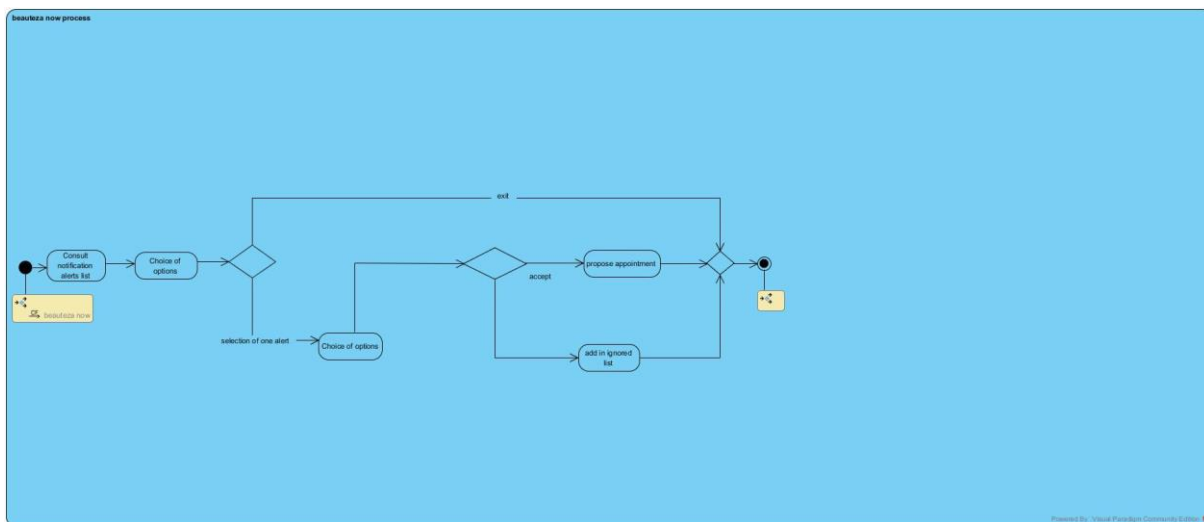 beauteza now process
exit
Consult
notification
alerts list
Choice of
options
propose appointment
accept
beauteza now
selection of one alert
Choice of options
add in ignored
list
Powered By Visual Paradigm Community Edition